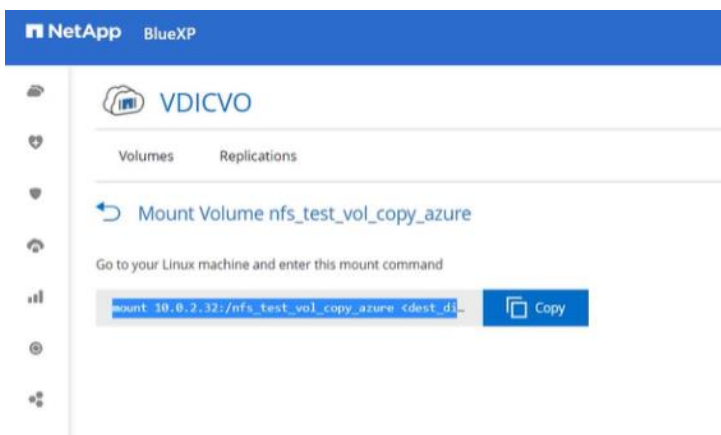 NetApp BlueXP
VDICVO
Volumes Replications
Mount Volume nfs_test_vol_copy_azure
Go to your Linux machine and enter this mount command
mount 10.0.2.32:/nfs_test_vol_copy_azure <dest_di… Copy